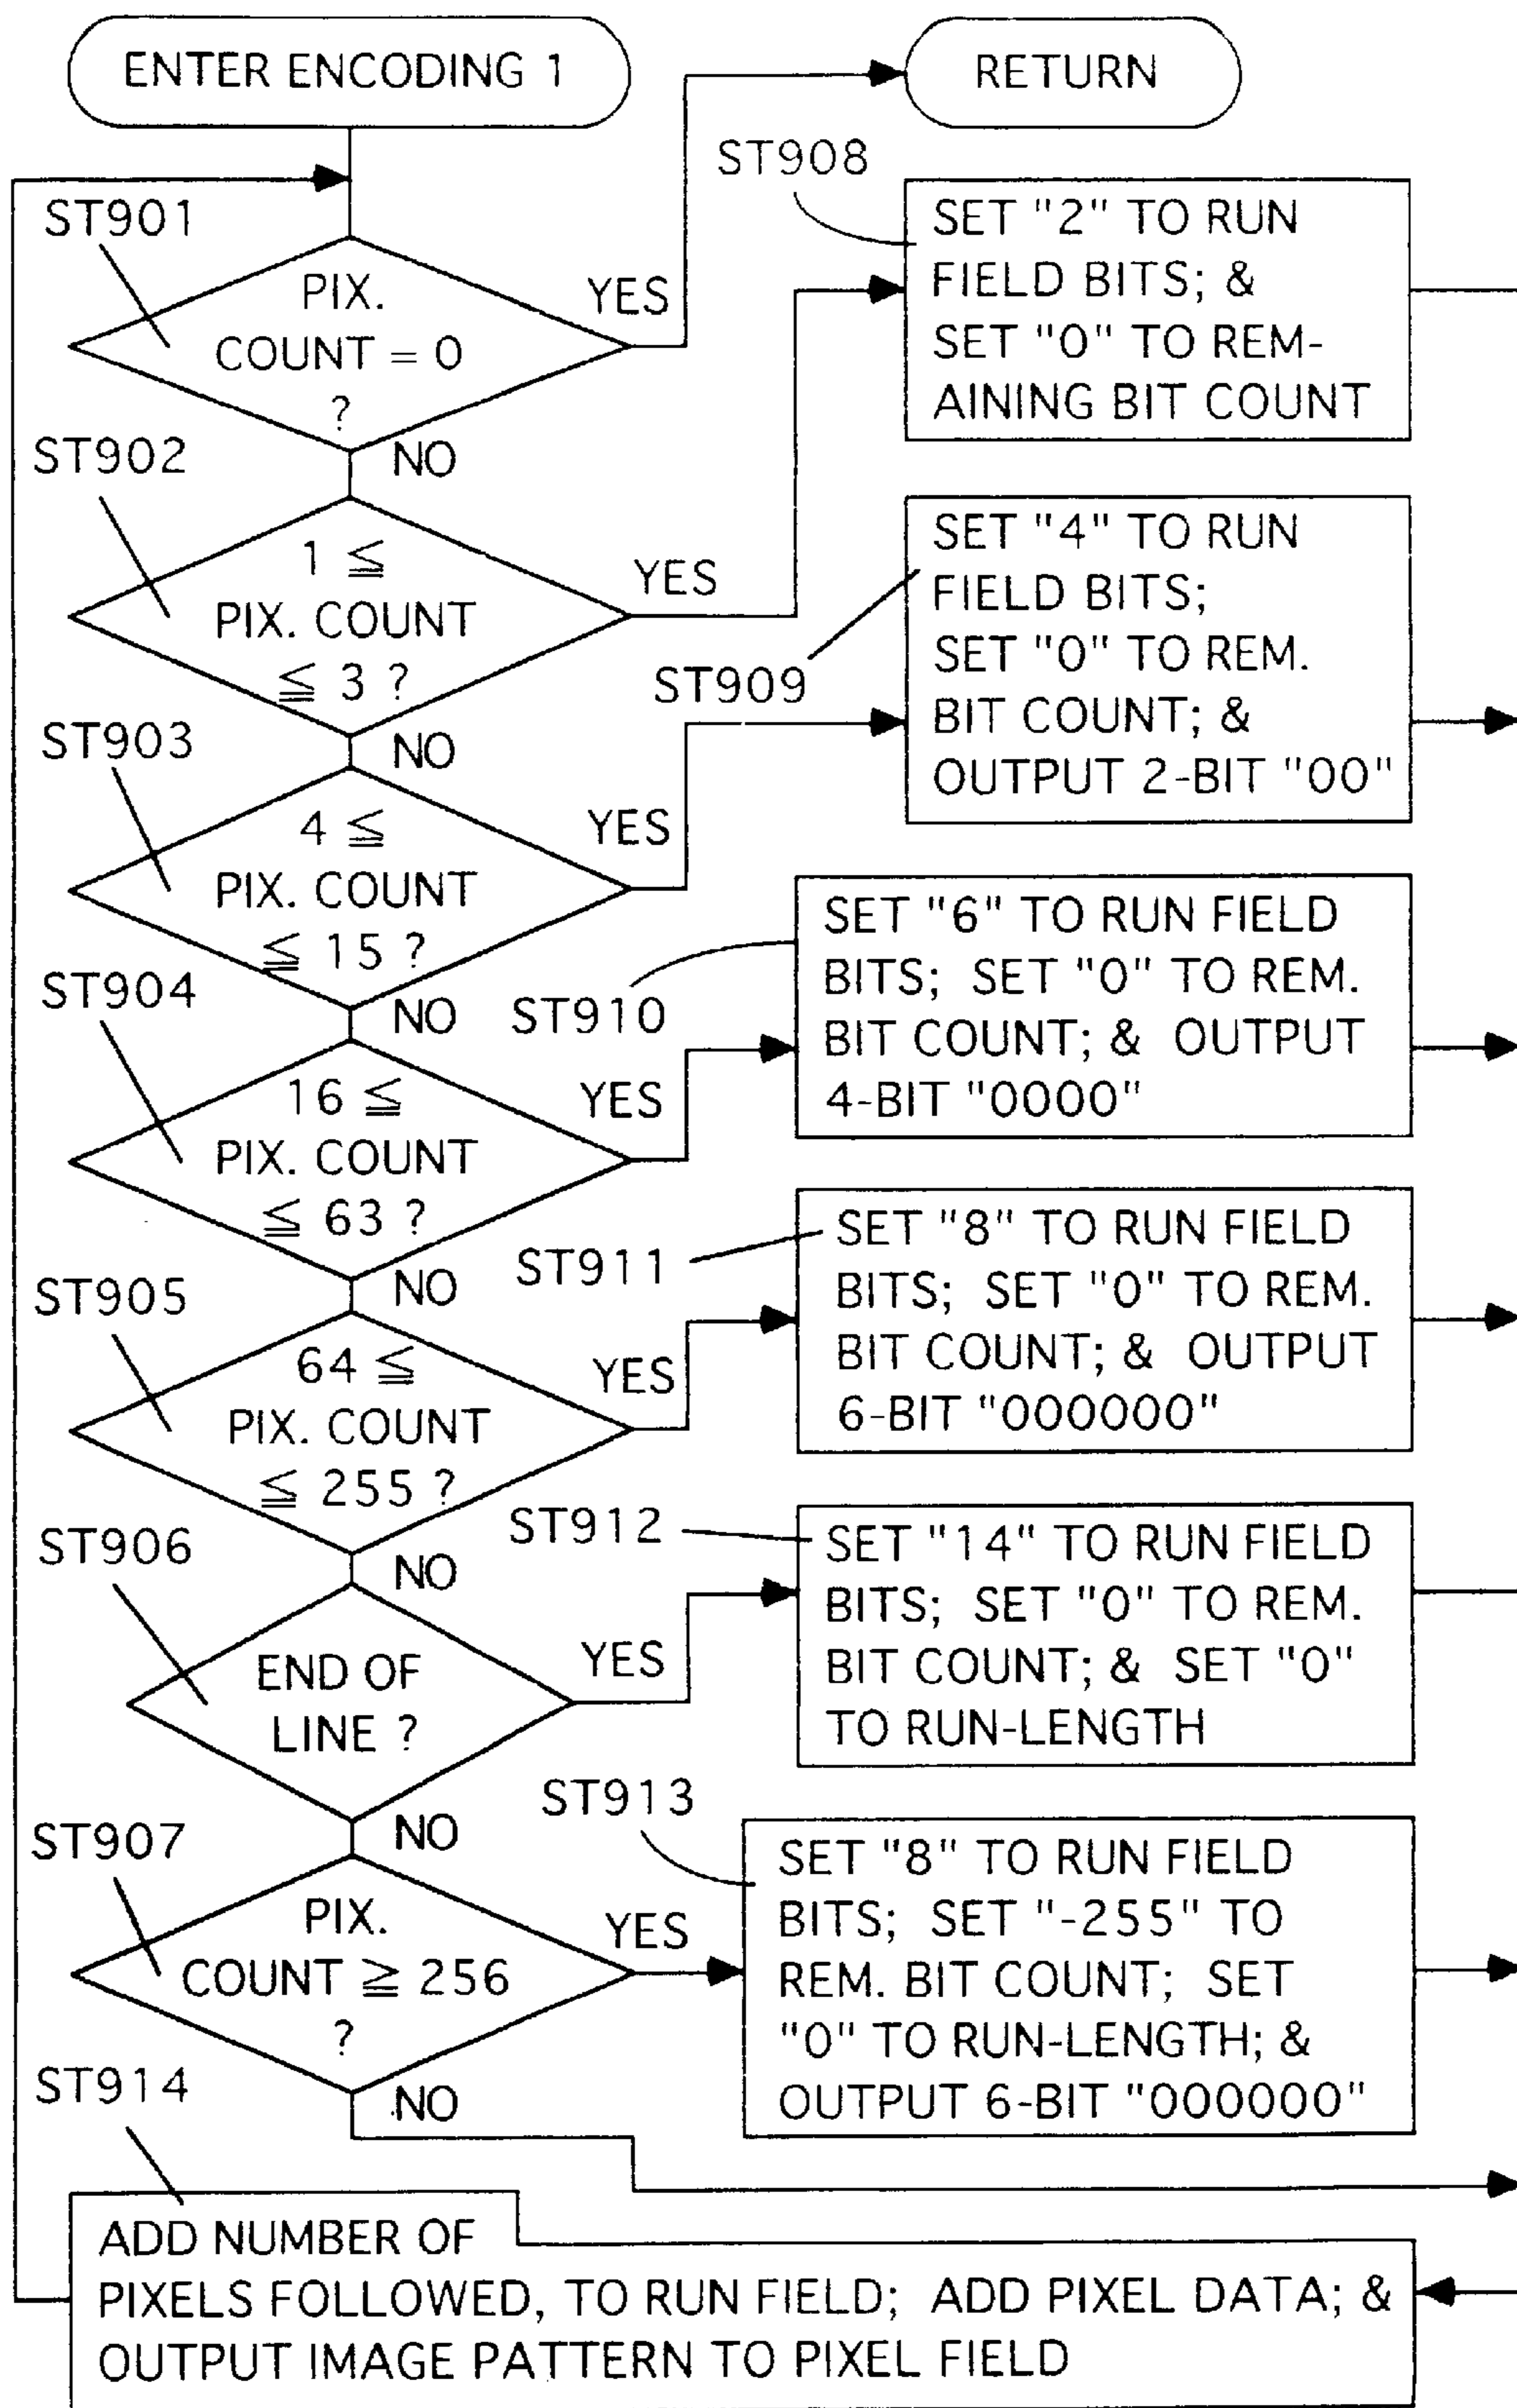 ENTER ENCODING 1
RETURN
ST901
PIX.
COUNT = 0
?
YES
NO
ST908
SET "2" TO RUN
FIELD BITS; &
SET "0" TO REM-
AINING BIT COUNT
ST902
1 ≦
PIX. COUNT
≦ 3 ?
YES
NO
ST909
SET "4" TO RUN
FIELD BITS;
SET "0" TO REM.
BIT COUNT; &
OUTPUT 2-BIT "00"
ST903
4 ≦
PIX. COUNT
≦ 15 ?
YES
NO
ST910
SET "6" TO RUN FIELD
BITS; SET "0" TO REM.
BIT COUNT; & OUTPUT
4-BIT "0000"
ST904
16 ≦
PIX. COUNT
≦ 63 ?
YES
NO
ST911
SET "8" TO RUN FIELD
BITS; SET "0" TO REM.
BIT COUNT; & OUTPUT
6-BIT "000000"
ST905
64 ≦
PIX. COUNT
≦ 255 ?
YES
NO
ST912
SET "14" TO RUN FIELD
BITS; SET "0" TO REM.
BIT COUNT; & SET "0"
TO RUN-LENGTH
ST906
END OF
LINE ?
YES
NO
ST913
SET "8" TO RUN FIELD
BITS; SET "-255" TO
REM. BIT COUNT; SET
"0" TO RUN-LENGTH; &
OUTPUT 6-BIT "000000"
ST907
PIX.
COUNT ≧ 256
?
YES
NO
ST914
ADD NUMBER OF
PIXELS FOLLOWED, TO RUN FIELD; ADD PIXEL DATA; &
OUTPUT IMAGE PATTERN TO PIXEL FIELD